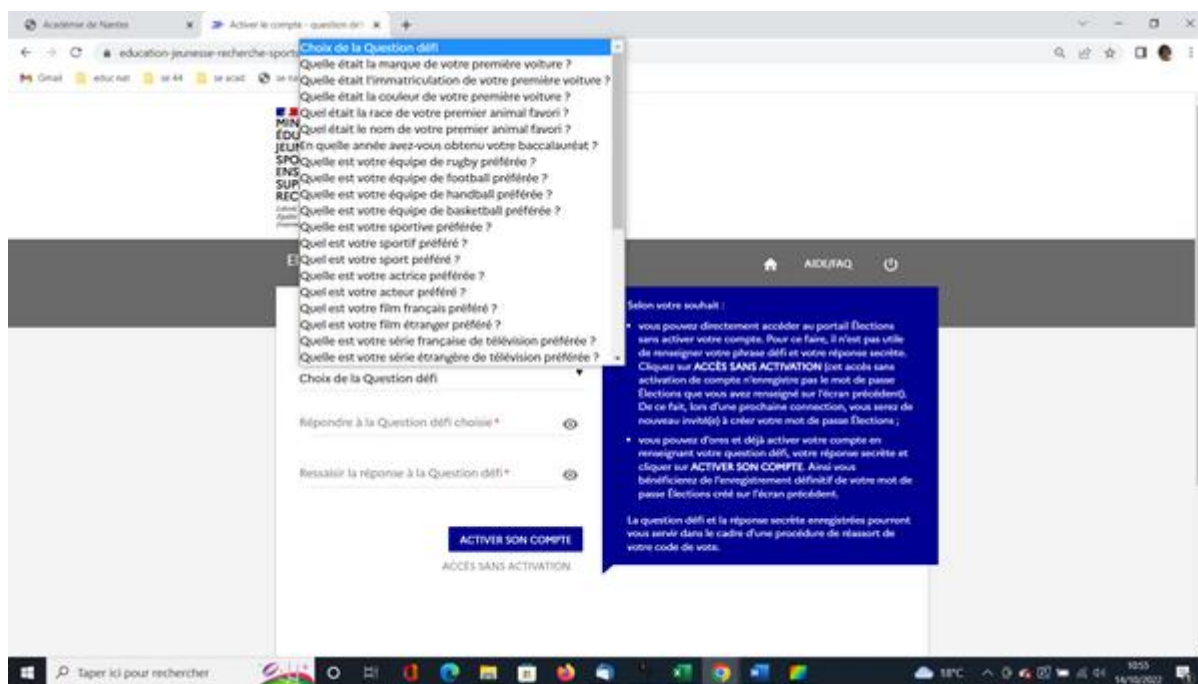 Académie de Nantes
Activer le compte - question défi
education-jeunesse-recherche-sports
Gmail
educ nat
se 44
se acad
Choix de la Question défi
Quelle était la marque de votre première voiture ?
Quelle était l'immatriculation de votre première voiture ?
Quelle était la couleur de votre première voiture ?
Quel était la race de votre premier animal favori ?
Quel était le nom de votre premier animal favori ?
En quelle année avez-vous obtenu votre baccalauréat ?
Quelle est votre équipe de rugby préférée ?
Quelle est votre équipe de football préférée ?
Quelle est votre équipe de handball préférée ?
Quelle est votre équipe de basketball préférée ?
Quelle est votre sportive préférée ?
Quel est votre sportif préféré ?
Quel est votre sport préféré ?
Quelle est votre actrice préférée ?
Quel est votre acteur préféré ?
Quel est votre film français préféré ?
Quel est votre film étranger préféré ?
Quelle est votre série française de télévision préférée ?
Quelle est votre série étrangère de télévision préférée ?
MIN
ÉDU
JEUN
SPO
ENS
SUP
REC
AIDE/FAQ
Choix de la Question défi
Répondre à la Question défi choisie *
Ressaisir la réponse à la Question défi *
ACTIVER SON COMPTE
ACCÈS SANS ACTIVATION
Selon votre souhait :
• vous pouvez directement accéder au portail Élections
sans activer votre compte. Pour ce faire, il n'est pas utile
de renseigner votre phrase défi et votre réponse secrète.
Cliquez sur ACCÈS SANS ACTIVATION (cet accès sans
activation de compte n'enregistre pas le mot de passe
Élections que vous avez renseigné sur l'écran précédent).
De ce fait, lors d'une prochaine connection, vous serez de
nouveau invité(e) à créer votre mot de passe Élections ;
• vous pouvez d'ores et déjà activer votre compte en
renseignant votre question défi, votre réponse secrète et
cliquer sur ACTIVER SON COMPTE. Ainsi vous
bénéficierez de l'enregistrement définitif de votre mot de
passe Élections créé sur l'écran précédent.
La question défi et la réponse secrète enregistrées pourront
vous servir dans le cadre d'une procédure de réassort de
votre code de vote.
Taper ici pour rechercher
18°C
10:55
14/10/2022